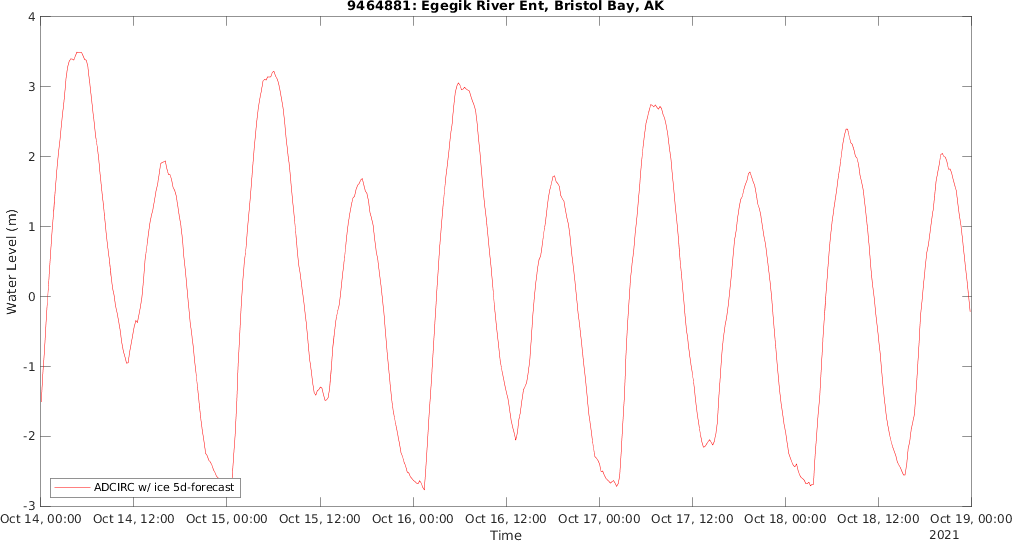 9464881: Egegik River Ent, Bristol Bay, AK
4
3
2
1
0
-1
-2
-3
Water Level (m)
ADCIRC w/ ice 5d-forecast
Oct 14, 00:00 Oct 14, 12:00 Oct 15, 00:00 Oct 15, 12:00 Oct 16, 00:00 Oct 16, 12:00 Oct 17, 00:00 Oct 17, 12:00 Oct 18, 00:00 Oct 18, 12:00 Oct 19, 00:00
Time
2021